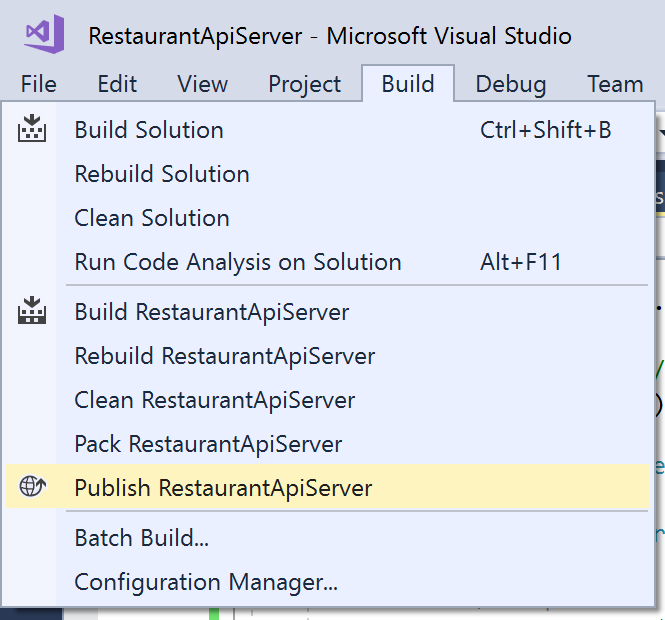 RestaurantApiServer - Microsoft Visual Studio
File Edit View Project Build Debug Team
Build Solution Ctrl+Shift+B
Rebuild Solution
Clean Solution
Run Code Analysis on Solution Alt+F11
Build RestaurantApiServer
Rebuild RestaurantApiServer
Clean RestaurantApiServer
Pack RestaurantApiServer
Publish RestaurantApiServer
Batch Build...
Configuration Manager...